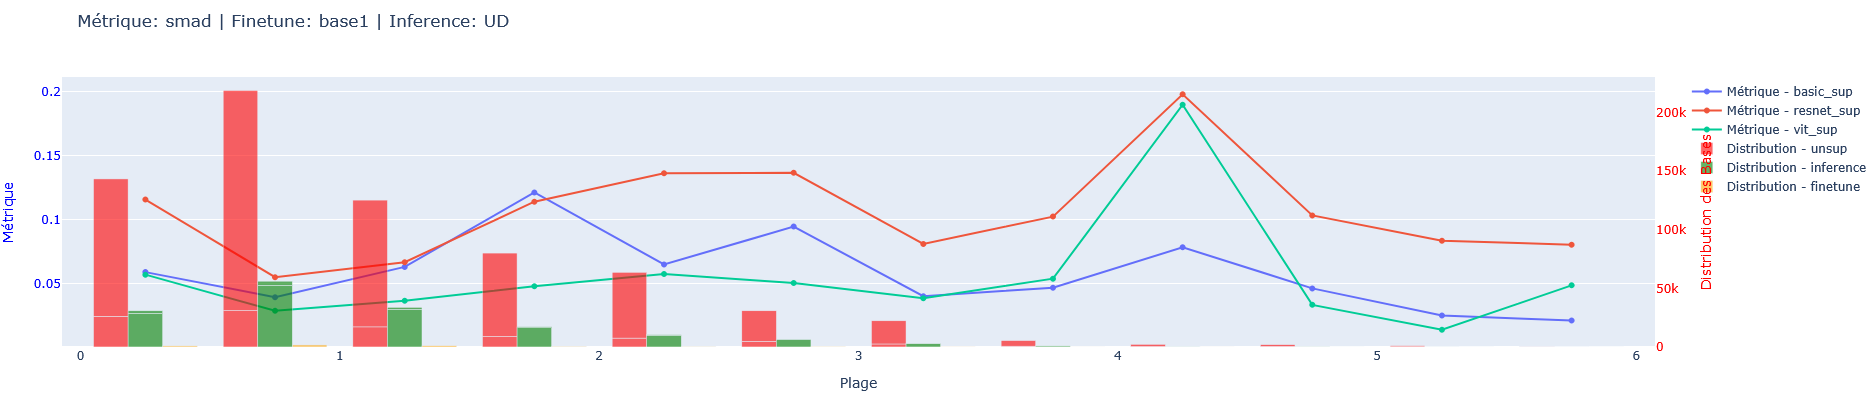 Métrique: smad | Finetune: base1 | Inference: UD
Métrique
0.2
0.15
0.1
0.05
0
1
2
3
4
5
6
Plage
200k
150k
100k
50k
0
Distribution des Bases
Métrique - basic_sup
Métrique - resnet_sup
Métrique - vit_sup
Distribution - unsup
Distribution - inference
Distribution - finetune